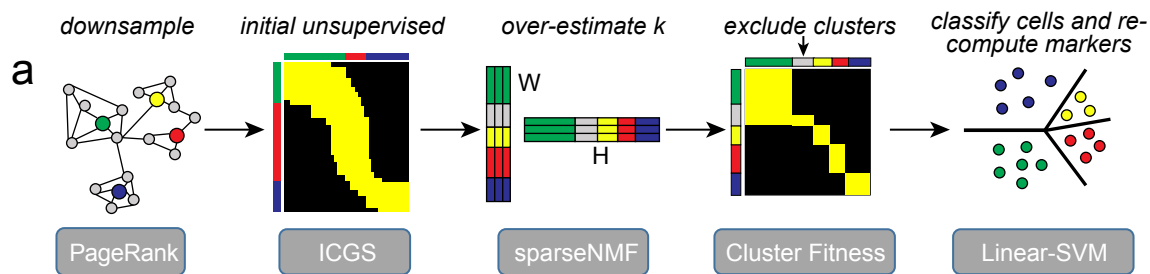 downsample
initial unsupervised
over-estimate k
exclude clusters
classify cells and re-
compute markers
a
W
H
PageRank
ICGS
sparseNMF
Cluster Fitness
Linear-SVM